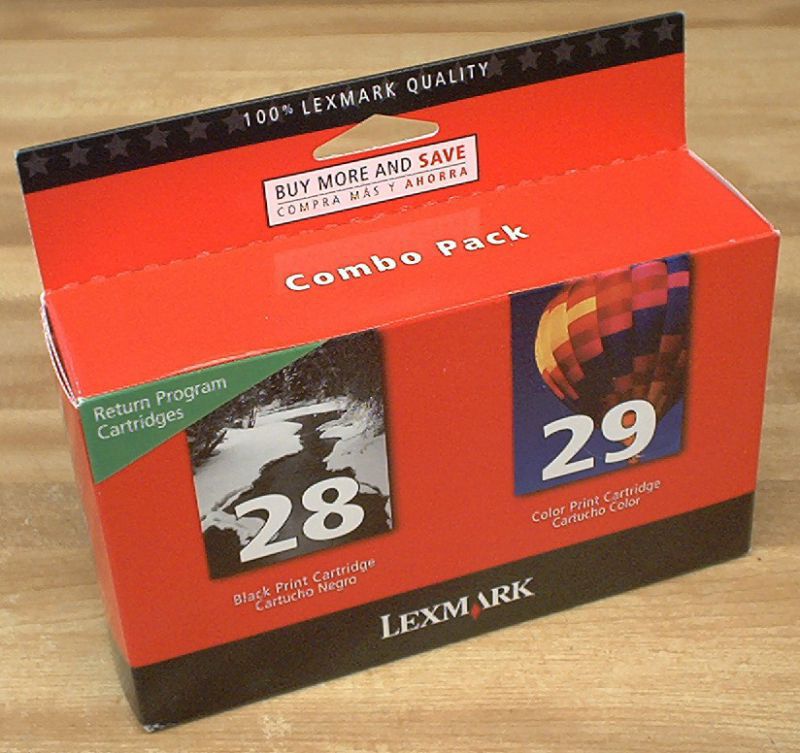 100% LEXMARK QUALITY
BUY MORE AND SAVE
COMPRA MÁS Y AHORRA
Combo Pack
Return Program
Cartridges
28
Black Print Cartridge
Cartucho Negro
29
Color Print Cartridge
Cartucho Color
LEXMARK